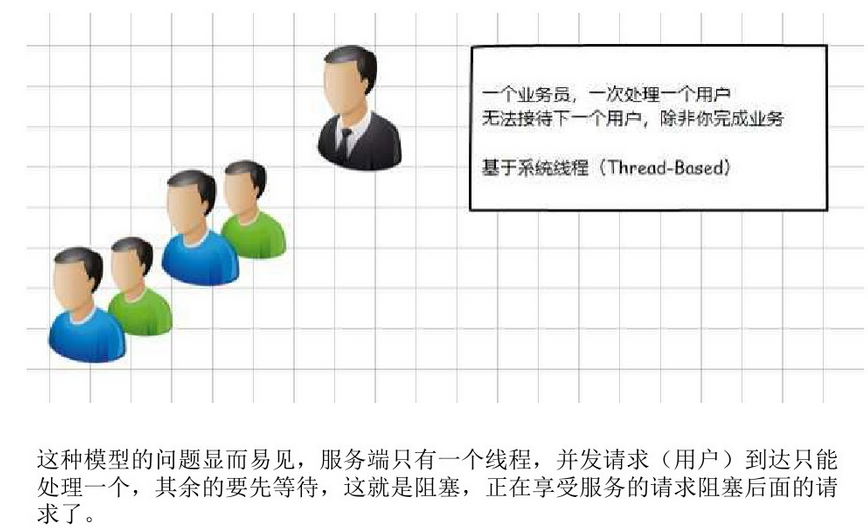 一个业务员，一次处理一个用户
无法接待下一个用户，除非你完成业务
基于系统线程（Thread-Based）
这种模型的问题显而易见，服务端只有一个线程，并发请求（用户）到达只能
处理一个，其余的要先等待，这就是阻塞，正在享受服务的请求阻塞后面的请
求了。